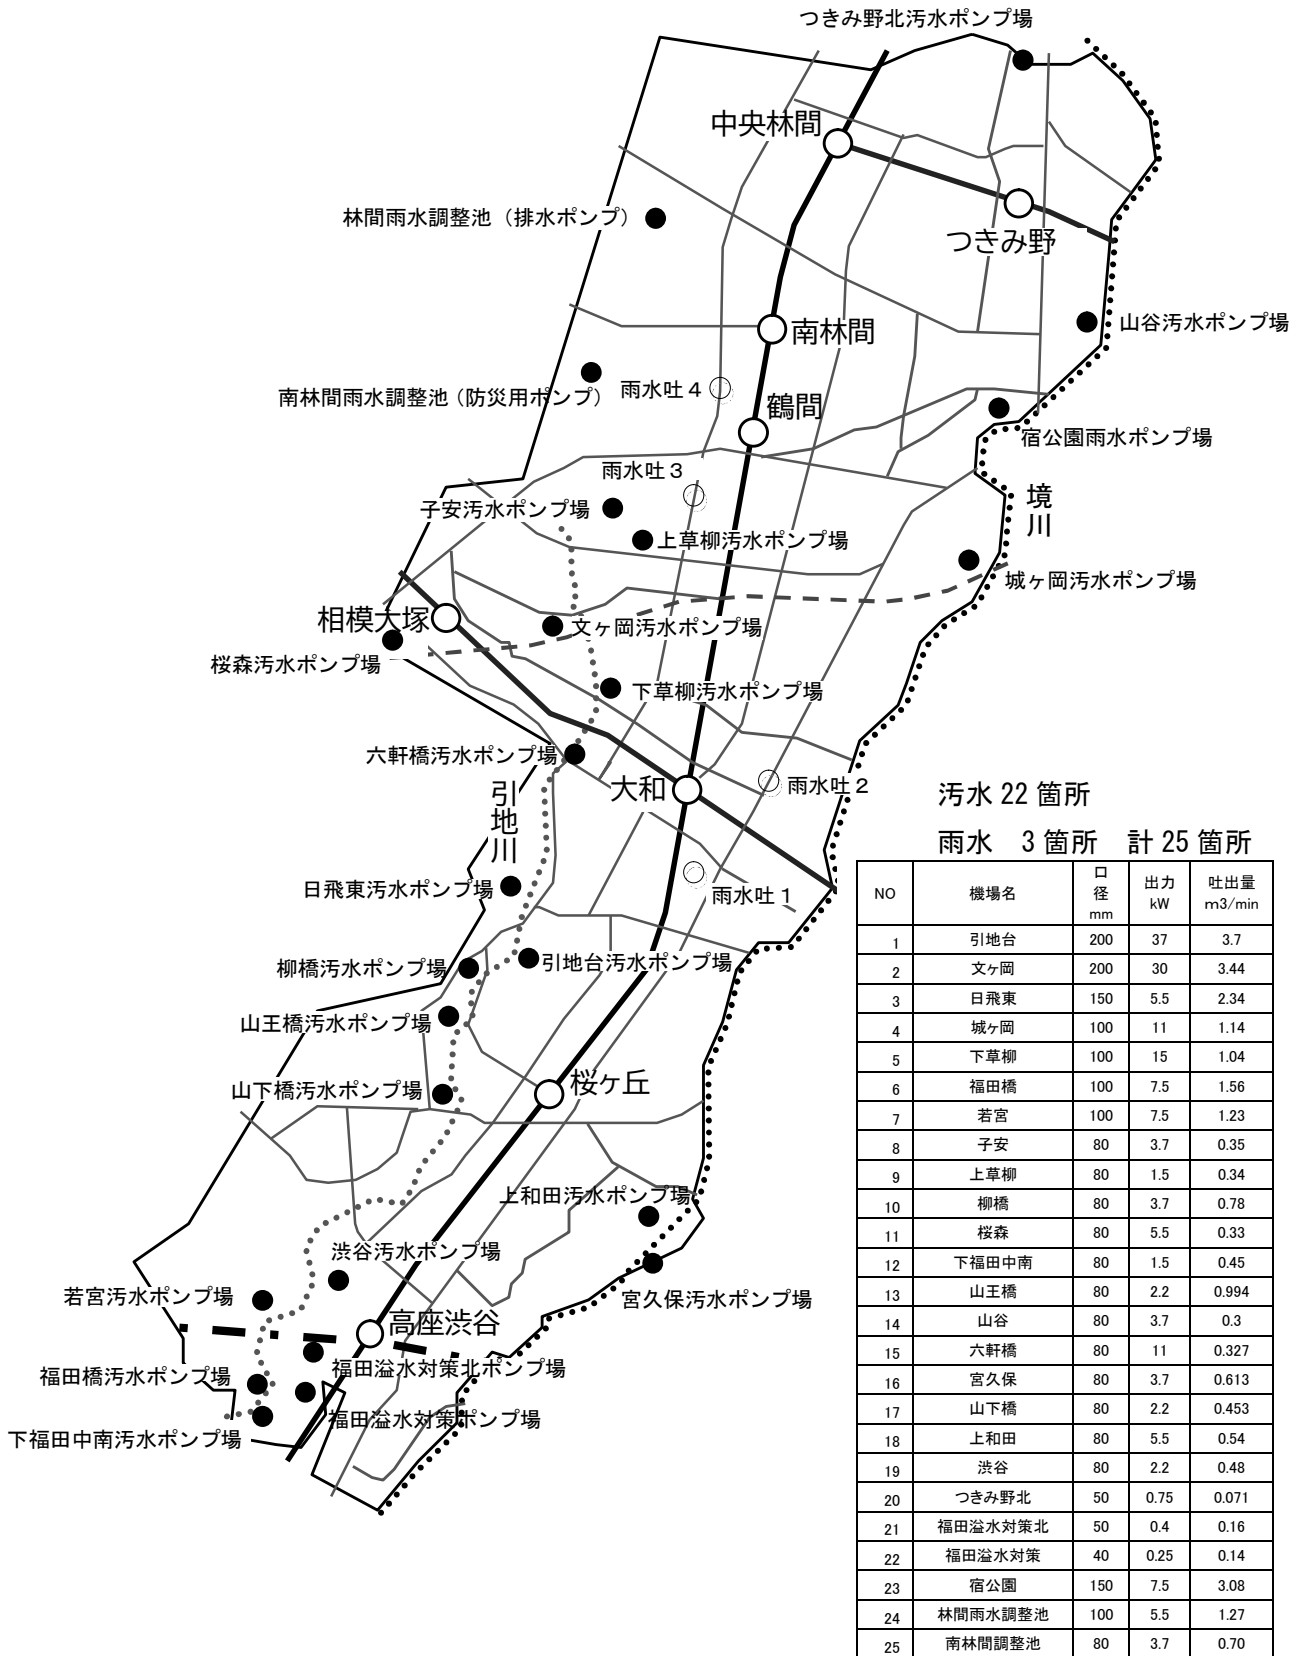 つきみ野北汚水ポンプ場
中央林間
林間雨水調整池（排水ポンプ）
つきみ野
山谷汚水ポンプ場
南林間
南林間雨水調整池（防災用ポンプ）
雨水吐４
鶴間
宿公園雨水ポンプ場
雨水吐３
境川
子安汚水ポンプ場
上草柳汚水ポンプ場
城ヶ岡汚水ポンプ場
相模大塚
文ヶ岡汚水ポンプ場
桜森汚水ポンプ場
下草柳汚水ポンプ場
六軒橋汚水ポンプ場
大和
雨水吐２
引地川
日飛東汚水ポンプ場
雨水吐１
柳橋汚水ポンプ場
引地台汚水ポンプ場
山王橋汚水ポンプ場
山下橋汚水ポンプ場
桜ヶ丘
上和田汚水ポンプ場
渋谷汚水ポンプ場
若宮汚水ポンプ場
宮久保汚水ポンプ場
高座渋谷
福田橋汚水ポンプ場
福田溢水対策北ポンプ場
福田溢水対策ポンプ場
下福田中南汚水ポンプ場
汚水 22 箇所
雨水　3 箇所　計 25 箇所
NO 機場名 口径mm 出力kW 吐出量m3/min
1 引地台 200 37 3.7
2 文ヶ岡 200 30 3.44
3 日飛東 150 5.5 2.34
4 城ヶ岡 100 11 1.14
5 下草柳 100 15 1.04
6 福田橋 100 7.5 1.56
7 若宮 100 7.5 1.23
8 子安 80 3.7 0.35
9 上草柳 80 1.5 0.34
10 柳橋 80 3.7 0.78
11 桜森 80 5.5 0.33
12 下福田中南 80 1.5 0.45
13 山王橋 80 2.2 0.994
14 山谷 80 3.7 0.3
15 六軒橋 80 11 0.327
16 宮久保 80 3.7 0.613
17 山下橋 80 2.2 0.453
18 上和田 80 5.5 0.54
19 渋谷 80 2.2 0.48
20 つきみ野北 50 0.75 0.071
21 福田溢水対策北 50 0.4 0.16
22 福田溢水対策 40 0.25 0.14
23 宿公園 150 7.5 3.08
24 林間雨水調整池 100 5.5 1.27
25 南林間調整池 80 3.7 0.70